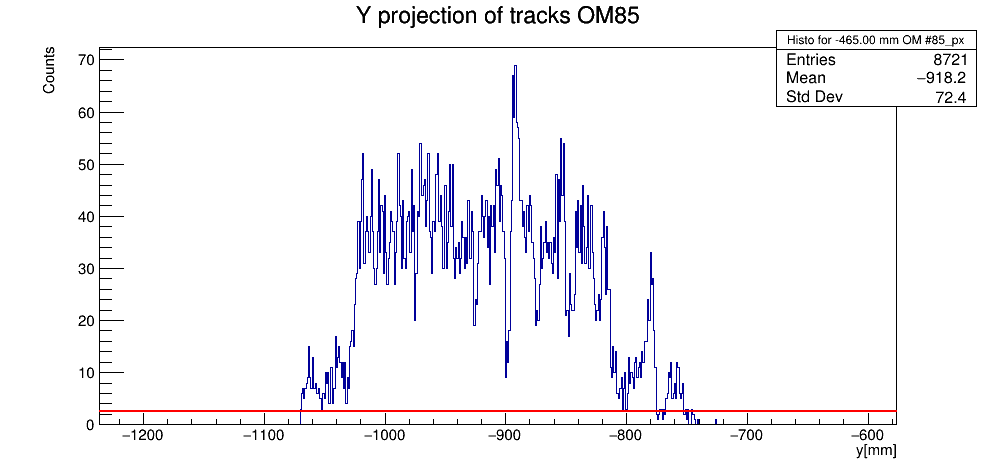 Y projection of tracks OM85
Histo for -465.00 mm OM #85_px
Entries 8721
Mean −918.2
Std Dev 72.4
Counts
70
60
50
40
30
20
10
0
−1200 −1100 −1000 −900 −800 −700 −600
y[mm]